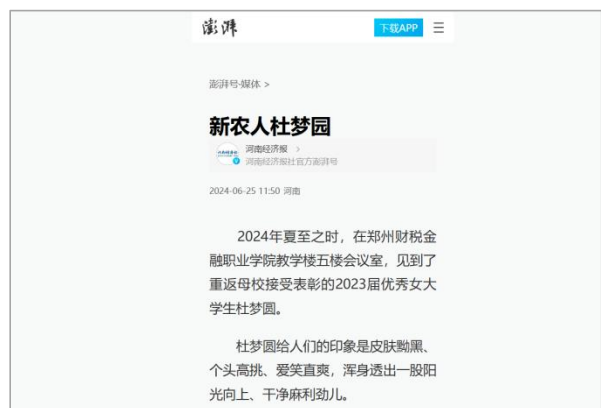 澎湃
下载APP
澎湃号·媒体 >
新农人杜梦园
河南经济报 >
河南经济报社官方澎湃号
2024-06-25 11:50 河南
2024年夏至之时，在郑州财税金
融职业学院教学楼五楼会议室，见到了
重返母校接受表彰的2023届优秀女大
学生杜梦圆。
杜梦圆给人们的印象是皮肤黝黑、
个头高挑、爱笑直爽，浑身透出一股阳
光向上、干净麻利劲儿。